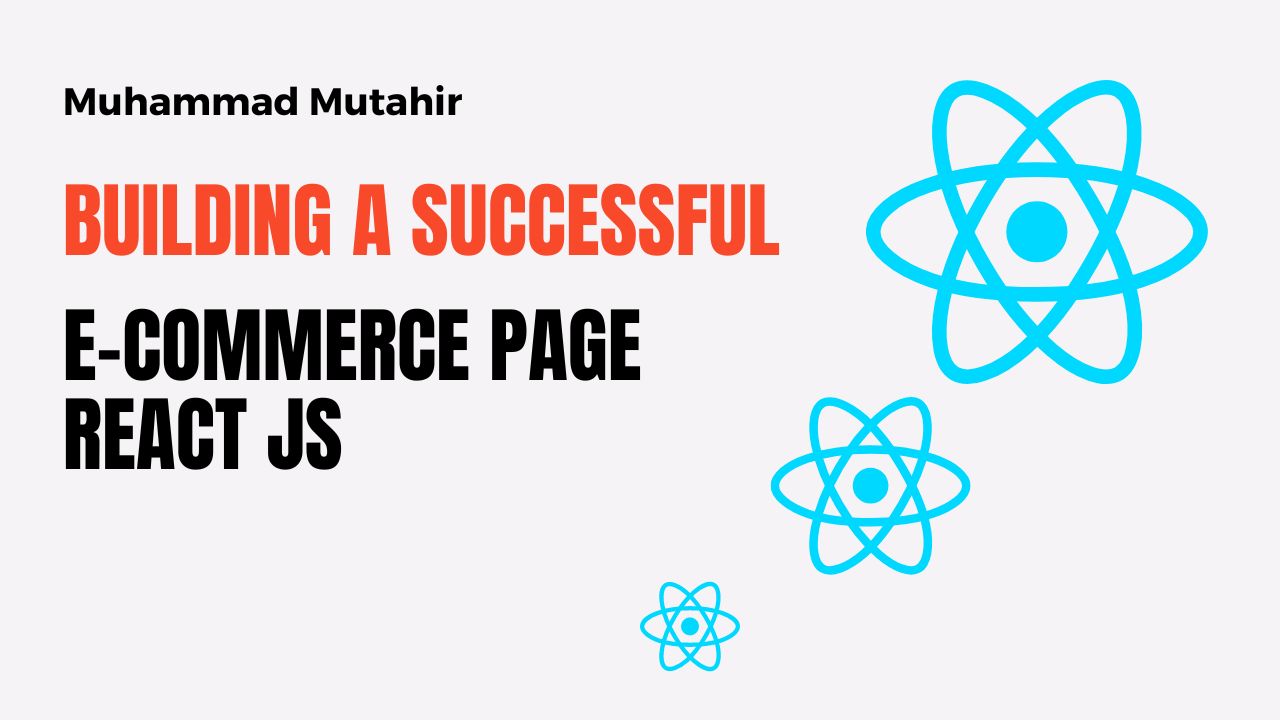 Muhammad Mutahir
BUILDING A SUCCESSFUL
E-COMMERCE PAGE
REACT JS